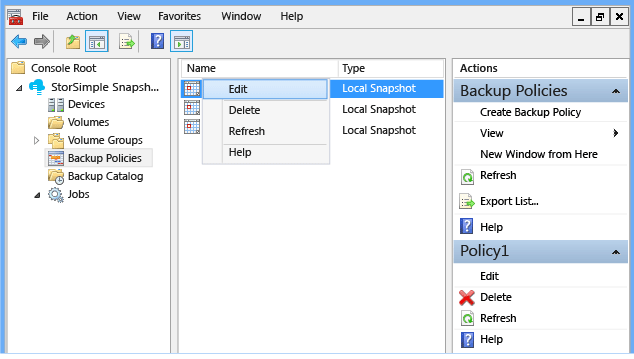 File Action View Favorites Window Help
Console Root
StorSimple Snapsh...
Devices
Volumes
Volume Groups
Backup Policies
Backup Catalog
Jobs
Name Type
Local Snapshot
Local Snapshot
Local Snapshot
Edit
Delete
Refresh
Help
Actions
Backup Policies
Create Backup Policy
View
New Window from Here
Refresh
Export List...
Help
Policy1
Edit
Delete
Refresh
Help